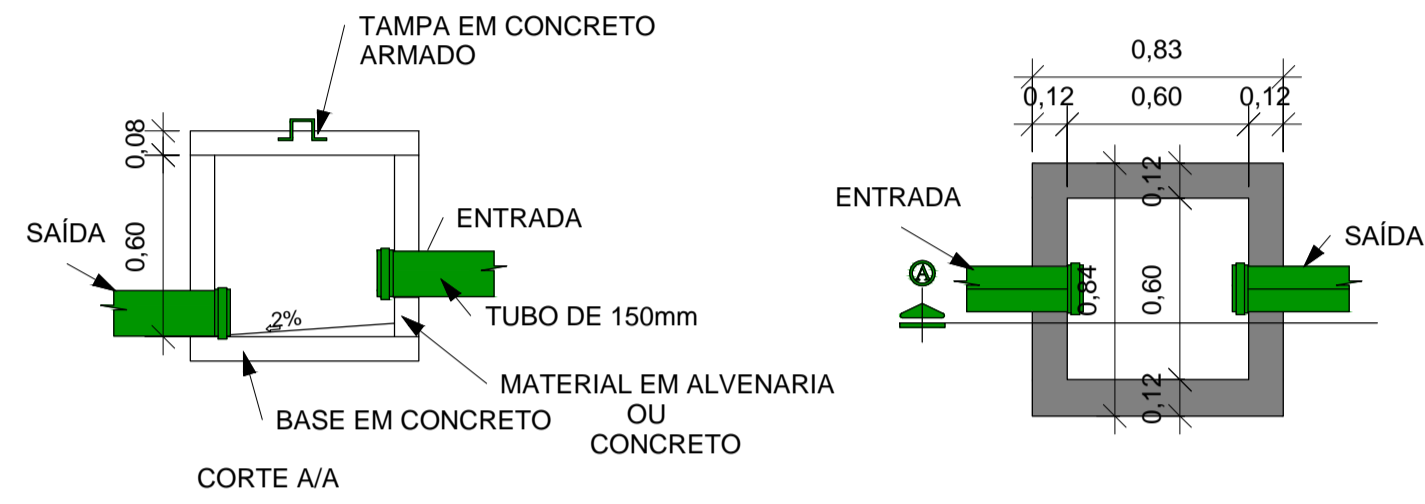 TAMPA EM CONCRETO
ARMADO
0,08
0,60
SAÍDA
ENTRADA
2%
TUBO DE 150mm
MATERIAL EM ALVENARIA
OU
CONCRETO
BASE EM CONCRETO
CORTE A/A
0,83
0,12 0,60 0,12
0,12
ENTRADA
SAÍDA
A
0,84
0,60
0,12